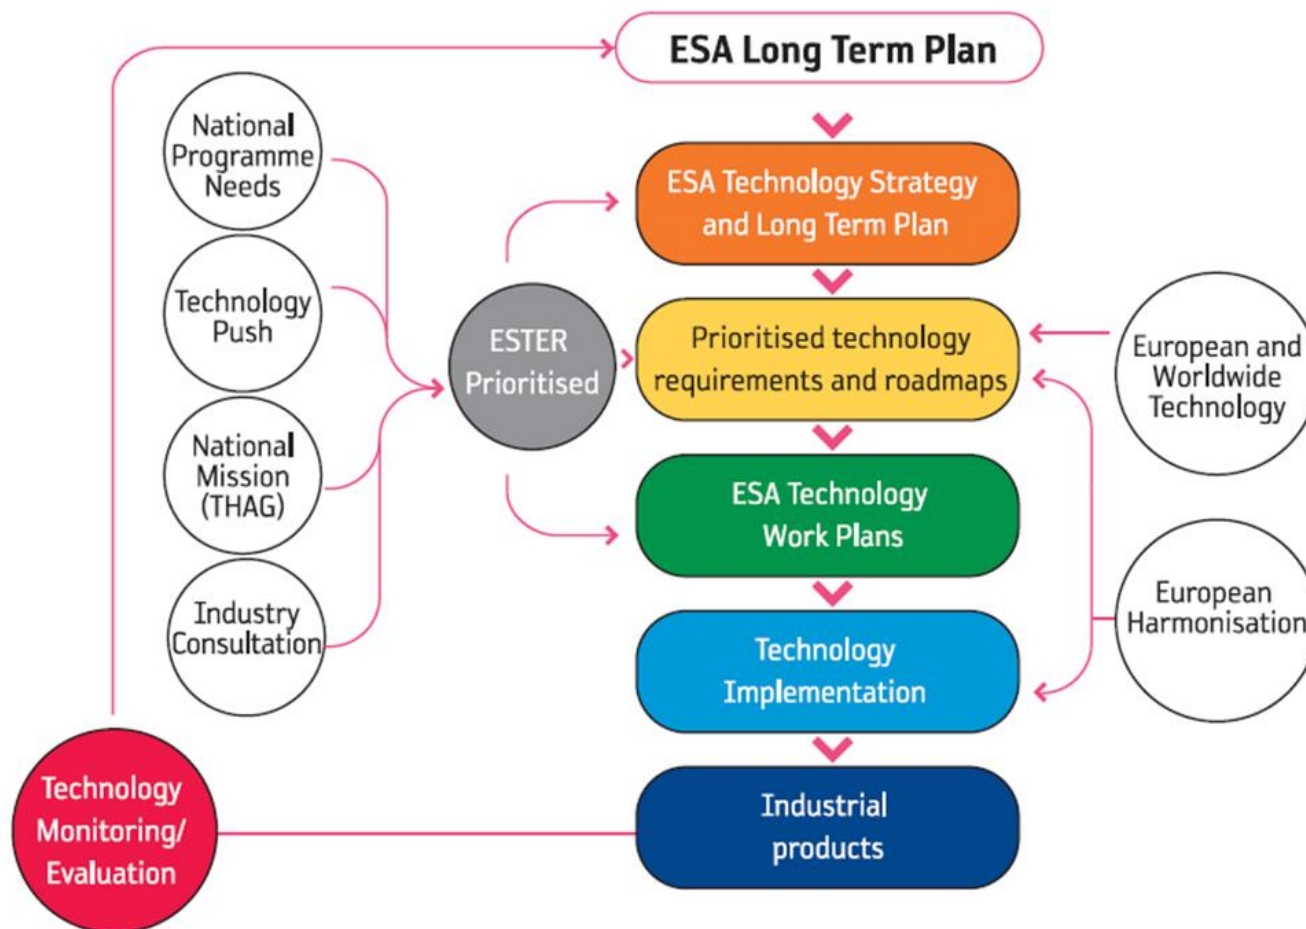 ESA Long Term Plan
National
Programme
Needs
ESA Technology Strategy
and Long Term Plan
Technology
Push
ESTER
Prioritised
Prioritised technology
requirements and roadmaps
European and
Worldwide
Technology
National
Mission
(THAG)
ESA Technology
Work Plans
Industry
Consultation
Technology
Implementation
European
Harmonisation
Technology
Monitoring/
Evaluation
Industrial
products